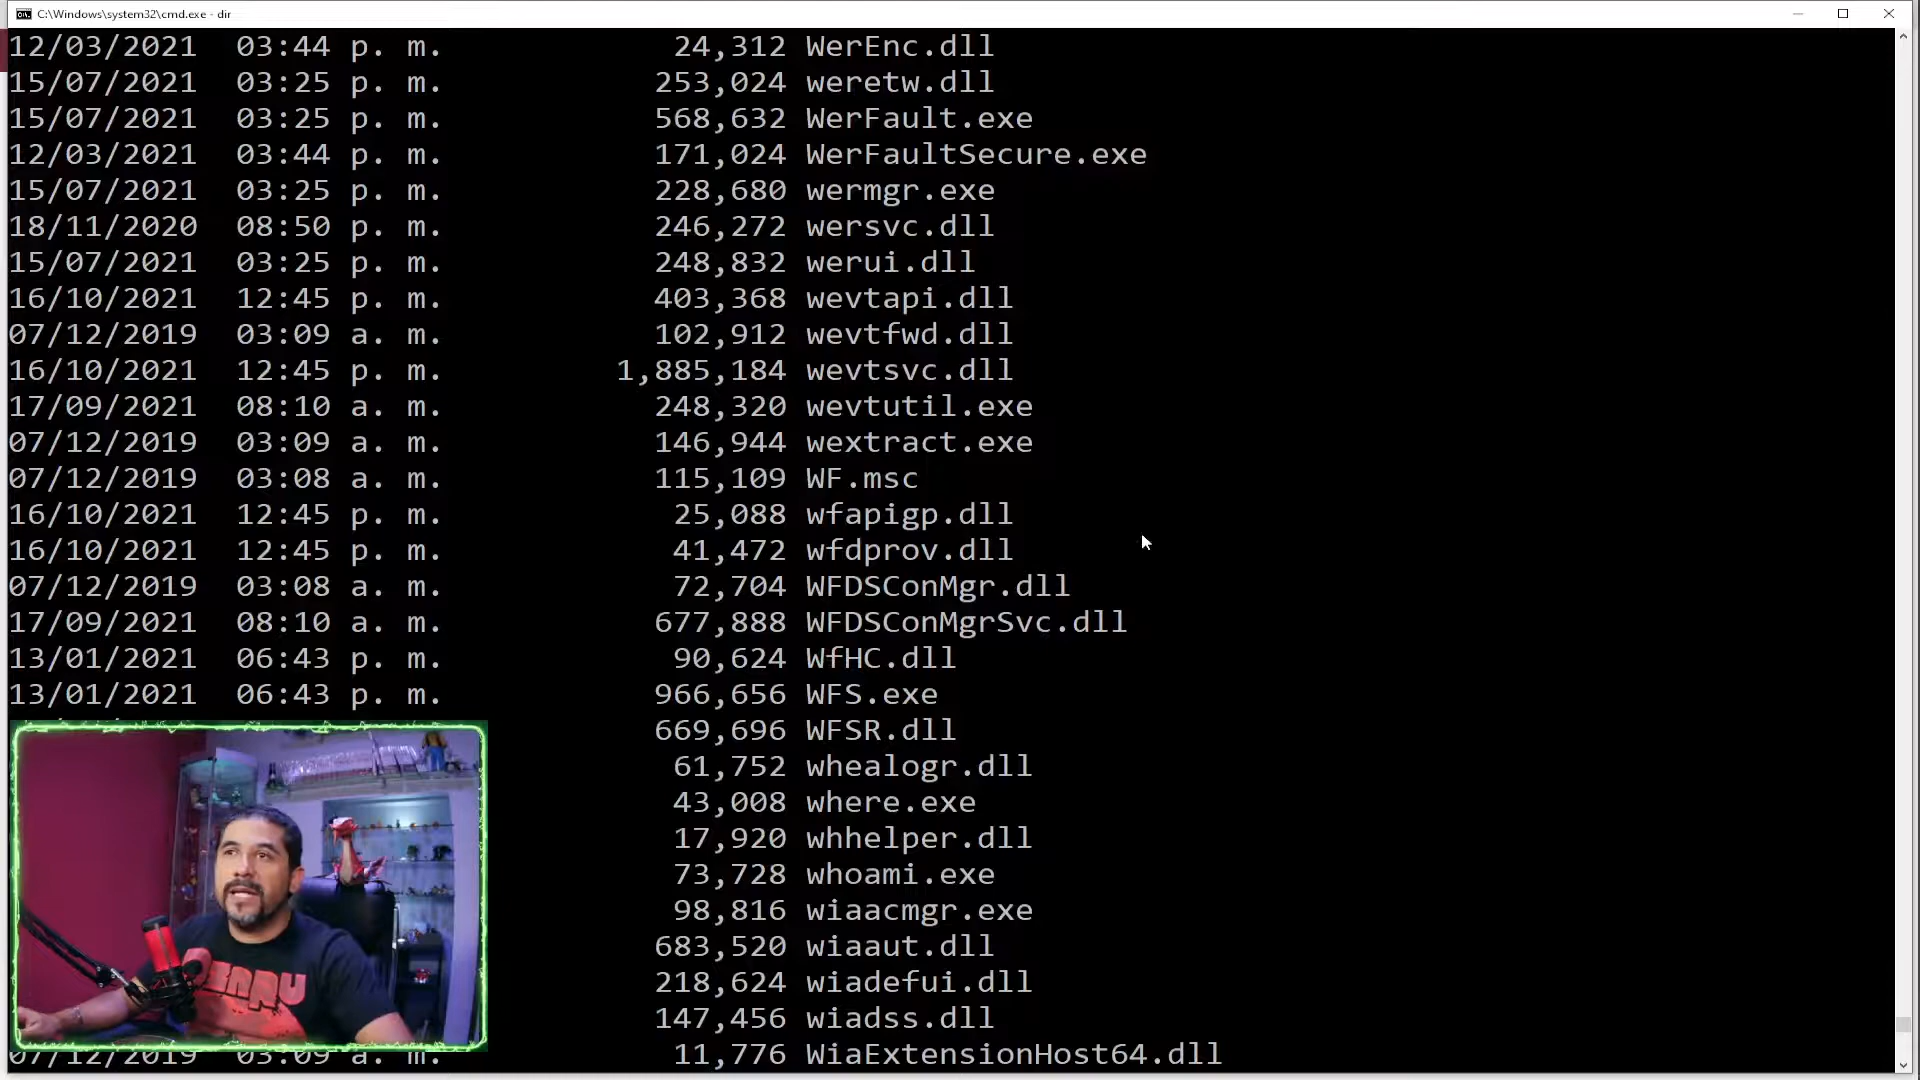 C:\Windows\system32\cmd.exe - dir
12/03/2021  03:44 p. m.            24,312 WerEnc.dll
15/07/2021  03:25 p. m.           253,024 weretw.dll
15/07/2021  03:25 p. m.           568,632 WerFault.exe
12/03/2021  03:44 p. m.           171,024 WerFaultSecure.exe
15/07/2021  03:25 p. m.           228,680 wermgr.exe
18/11/2020  08:50 p. m.           246,272 wersvc.dll
15/07/2021  03:25 p. m.           248,832 werui.dll
16/10/2021  12:45 p. m.           403,368 wevtapi.dll
07/12/2019  03:09 a. m.           102,912 wevtfwd.dll
16/10/2021  12:45 p. m.         1,885,184 wevtsvc.dll
17/09/2021  08:10 a. m.           248,320 wevtutil.exe
07/12/2019  03:09 a. m.           146,944 wextract.exe
07/12/2019  03:08 a. m.           115,109 WF.msc
16/10/2021  12:45 p. m.            25,088 wfapigp.dll
16/10/2021  12:45 p. m.            41,472 wfdprov.dll
07/12/2019  03:08 a. m.            72,704 WFDSConMgr.dll
17/09/2021  08:10 a. m.           677,888 WFDSConMgrSvc.dll
13/01/2021  06:43 p. m.            90,624 WfHC.dll
13/01/2021  06:43 p. m.           966,656 WFS.exe
669,696 WFSR.dll
61,752 whealogr.dll
43,008 where.exe
17,920 whhelper.dll
73,728 whoami.exe
98,816 wiaacmgr.exe
683,520 wiaaut.dll
218,624 wiadefui.dll
147,456 wiadss.dll
07/12/2019  03:09 a. m.            11,776 WiaExtensionHost64.dll